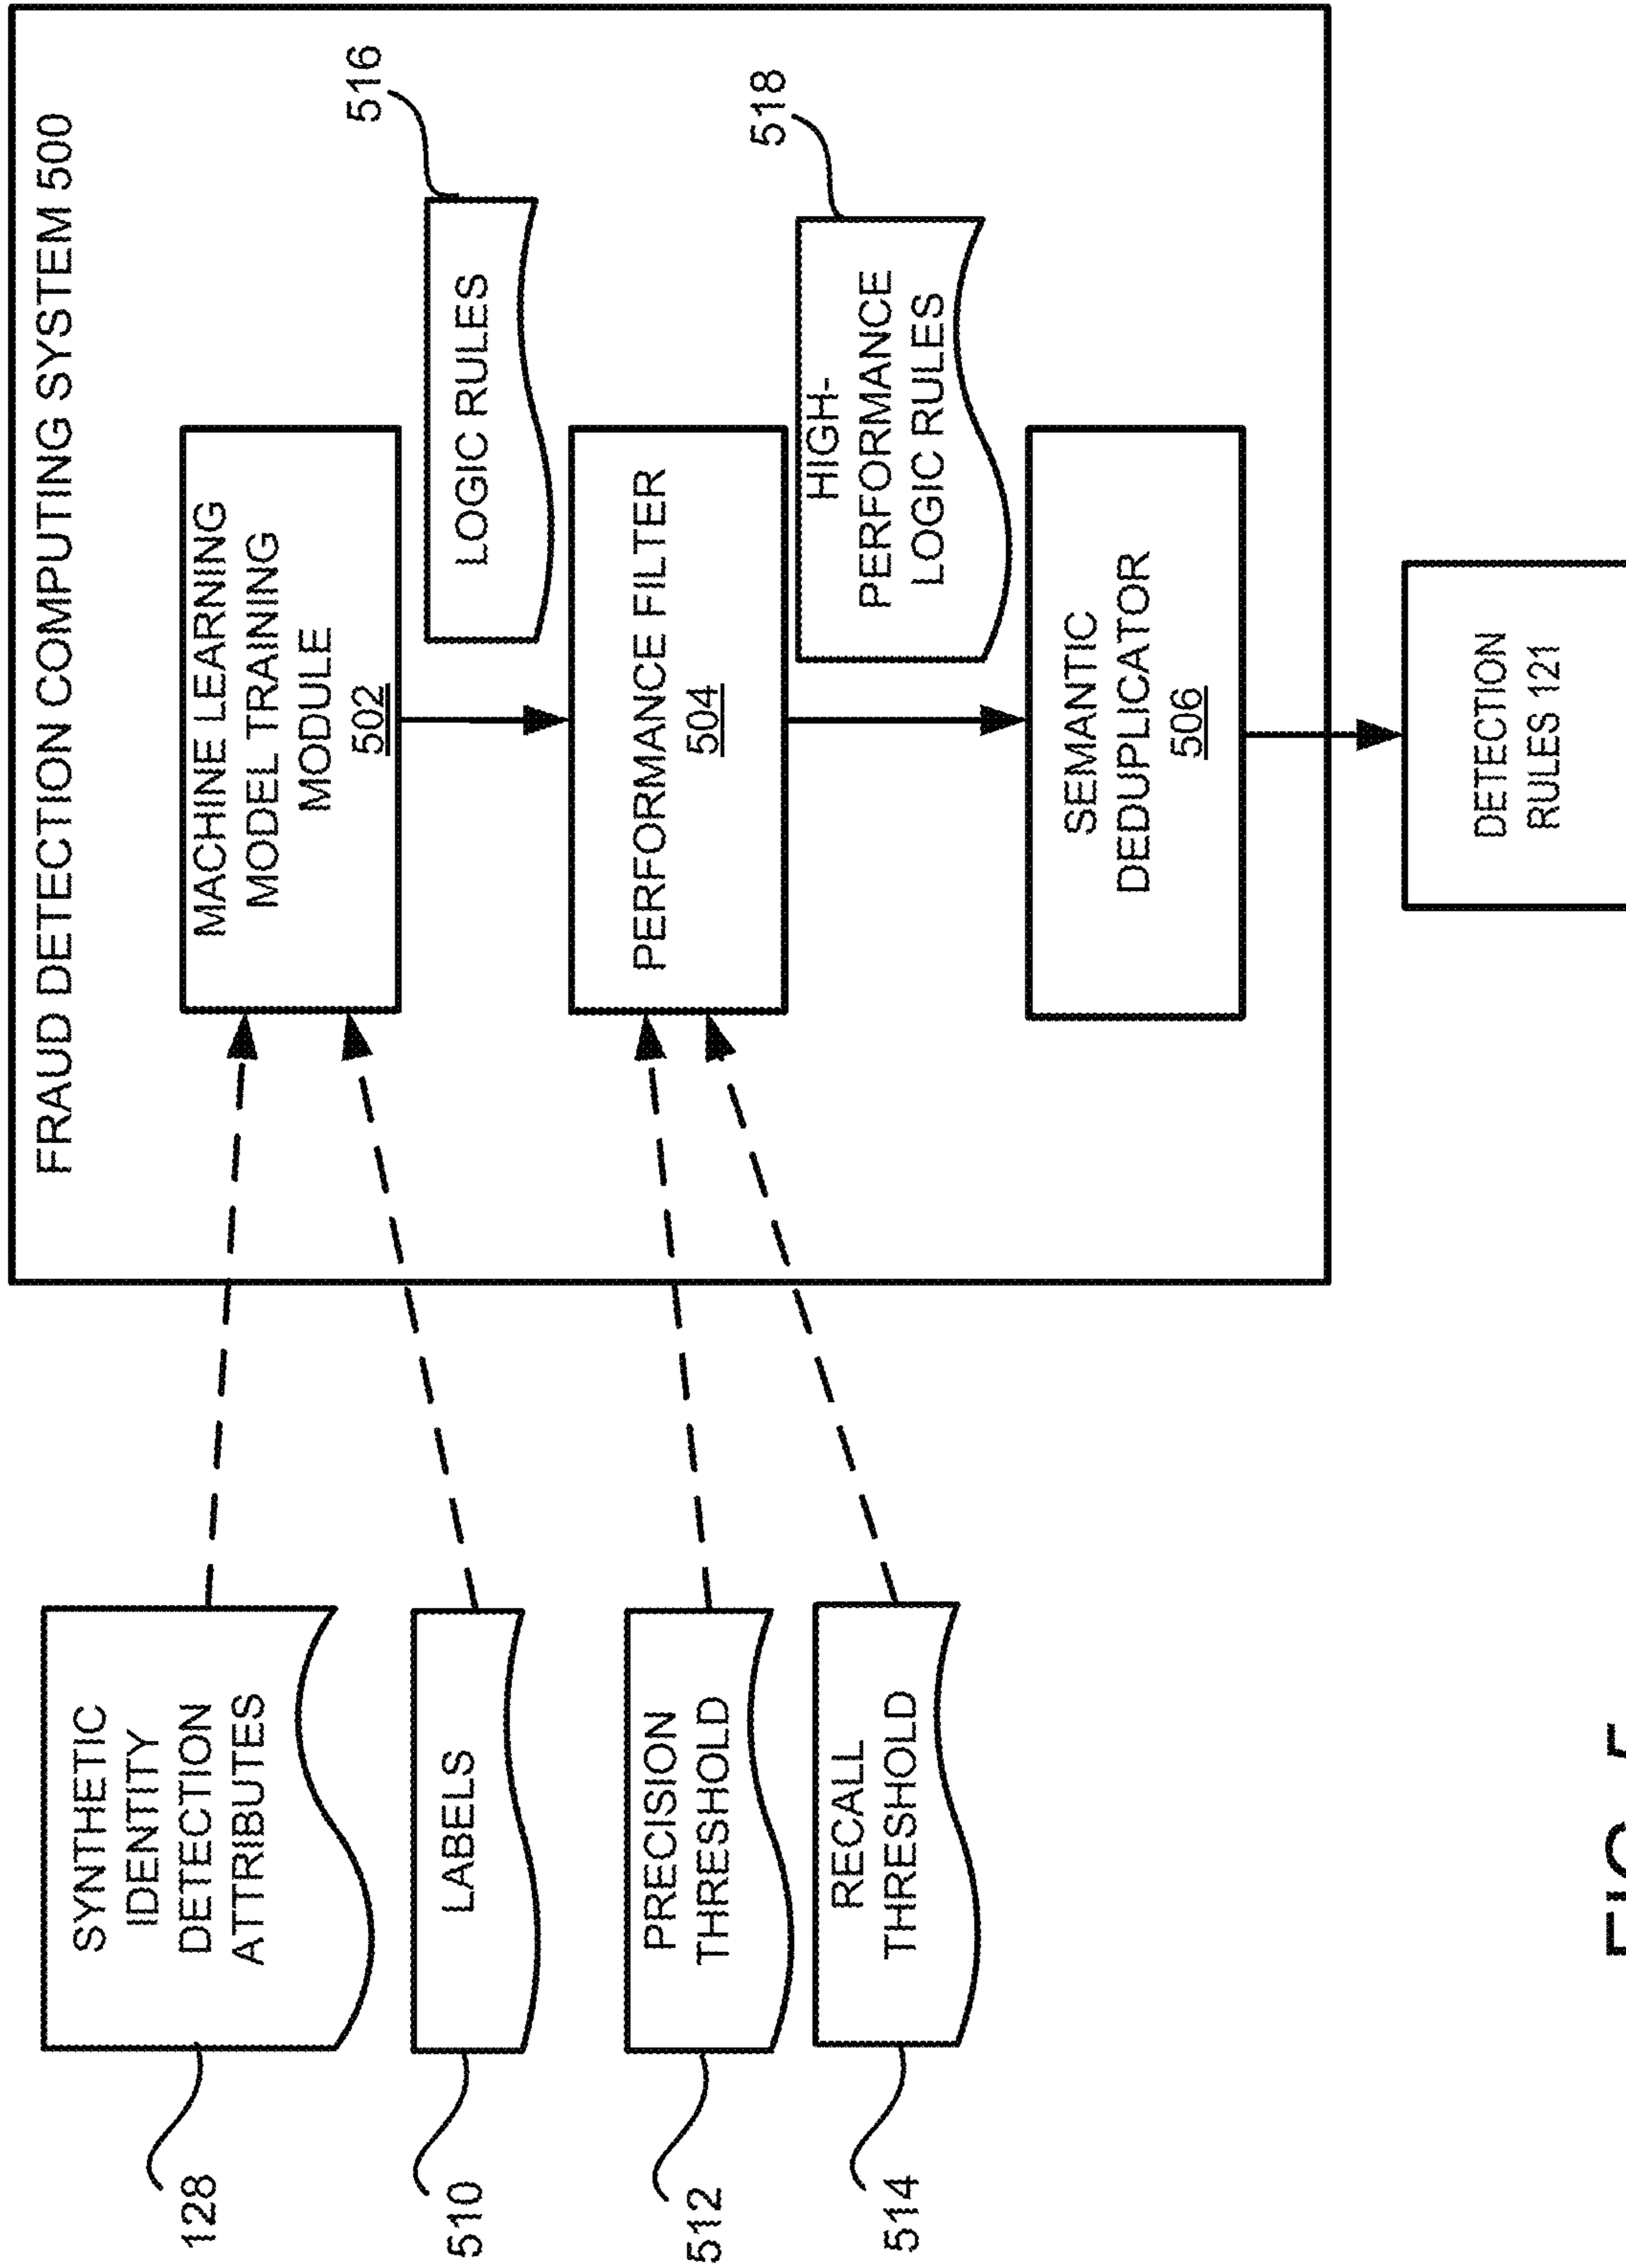 FRAUD DETECTION COMPUTING SYSTEM 500
128
SYNTHETIC
IDENTITY
DETECTION
ATTRIBUTES
510
LABELS
512
PRECISION
THRESHOLD
514
RECALL
THRESHOLD
MACHINE LEARNING
MODEL TRAINING
MODULE
502
516
LOGIC RULES
PERFORMANCE FILTER
504
518
HIGH-
PERFORMANCE
LOGIC RULES
SEMANTIC
DEDUPLICATOR
506
DETECTION
RULES 121